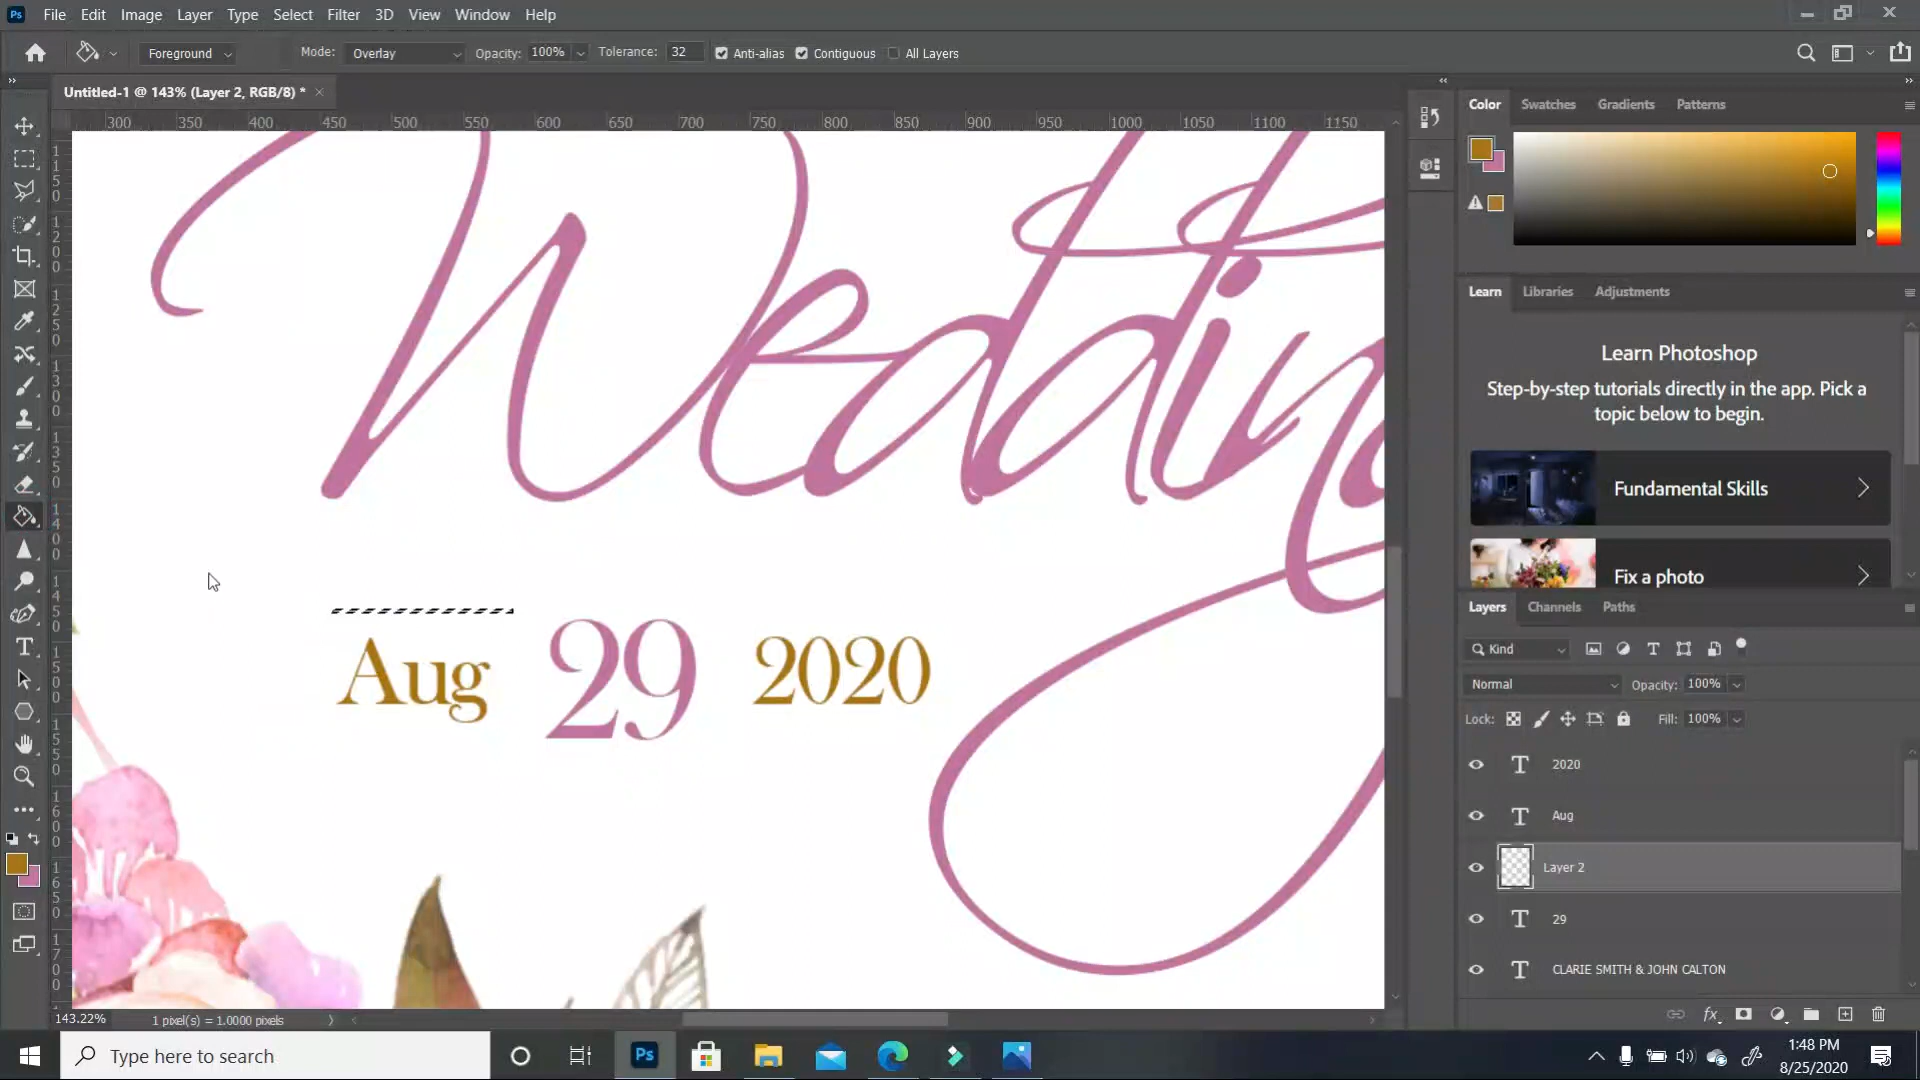 Ps File Edit Image Layer Type Select Filter 3D View Window Help
Foreground Mode: Overlay Opacity: 100% Tolerance: 32 Anti-alias Contiguous All Layers
Untitled-1 @ 143% (Layer 2, RGB/8) *
300 350 400 450 500 550 600 650 700 750 800 850 900 950 1000 1050 1100 1150
Color Swatches Gradients Patterns
Learn Libraries Adjustments
Learn Photoshop
Step-by-step tutorials directly in the app. Pick a
topic below to begin.
Fundamental Skills
Fix a photo
Wedding
Aug 29 2020
Layers Channels Paths
Kind
Normal Opacity: 100%
Lock: Fill: 100%
T 2020
T Aug
Layer 2
T 29
T CLARIE SMITH & JOHN CALTON
fx
143.22% 1 pixel(s) = 1.0000 pixels
Type here to search
Ps
1:48 PM
8/25/2020